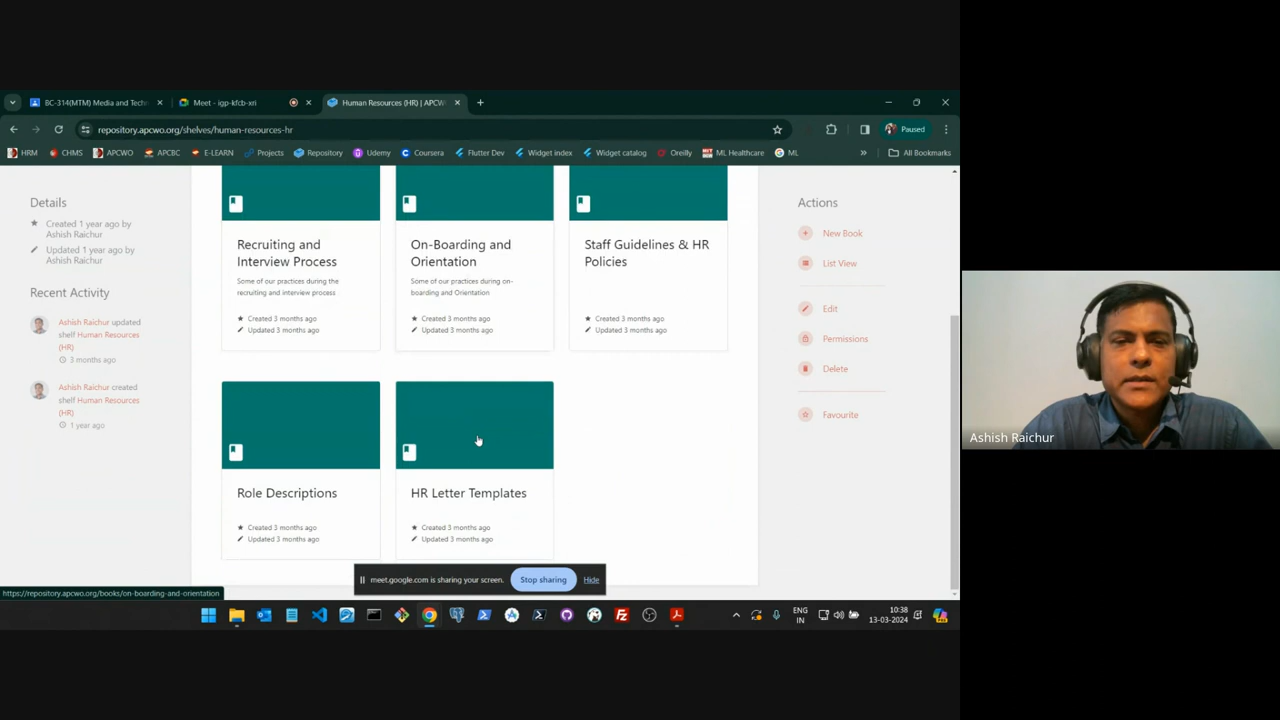 BC-314(MTM) Media and Techn
Meet - igp-kfcb-xri
Human Resources (HR) | APCW
repository.apcwo.org/shelves/human-resources-hr
Paused
HRM
CHMS
APCWO
APCBC
E-LEARN
Projects
Repository
Udemy
Coursera
Flutter Dev
Widget index
Widget catalog
Oreilly
ML Healthcare
ML
»
All Bookmarks
Details
Created 1 year ago by
Ashish Raichur
Updated 1 year ago by
Ashish Raichur
Recent Activity
Ashish Raichur updated
shelf Human Resources
(HR)
3 months ago
Ashish Raichur created
shelf Human Resources
(HR)
1 year ago
Recruiting and
Interview Process
Some of our practices during the
recruiting and interview process
Created 3 months ago
Updated 3 months ago
On-Boarding and
Orientation
Some of our practices during on-
boarding and Orientation
Created 3 months ago
Updated 3 months ago
Staff Guidelines & HR
Policies
Created 3 months ago
Updated 3 months ago
Role Descriptions
Created 3 months ago
Updated 3 months ago
HR Letter Templates
Created 3 months ago
Updated 3 months ago
Actions
New Book
List View
Edit
Permissions
Delete
Favourite
meet.google.com is sharing your screen.
Stop sharing
Hide
https://repository.apcwo.org/books/on-boarding-and-orientation
ENG
IN
10:38
13-03-2024
Ashish Raichur